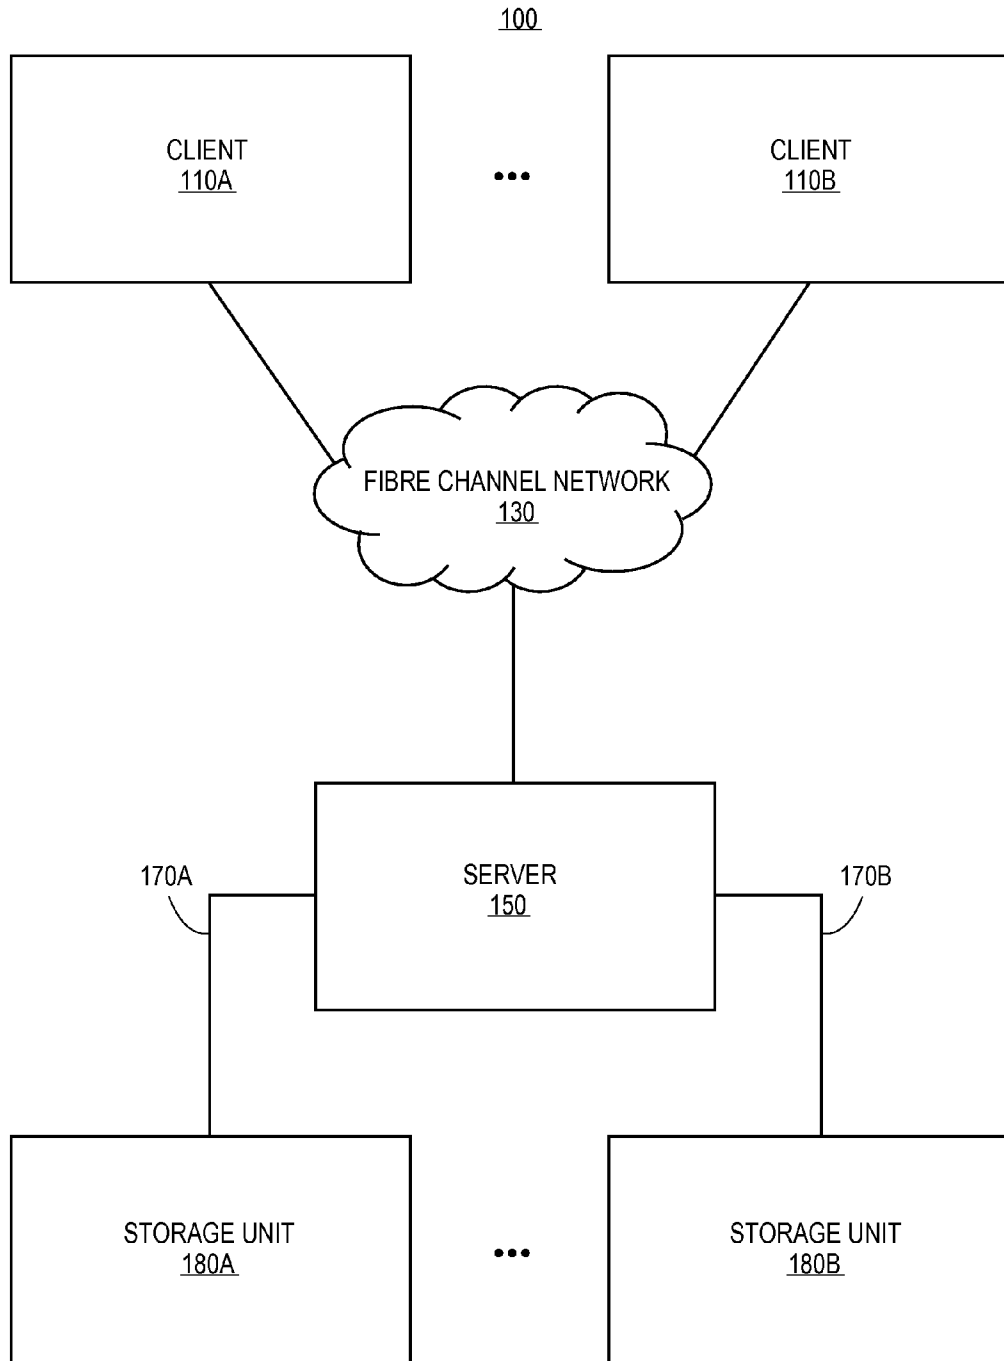 100
CLIENT
110A
•••
CLIENT
110B
FIBRE CHANNEL NETWORK
130
SERVER
150
170A
170B
STORAGE UNIT
180A
•••
STORAGE UNIT
180B